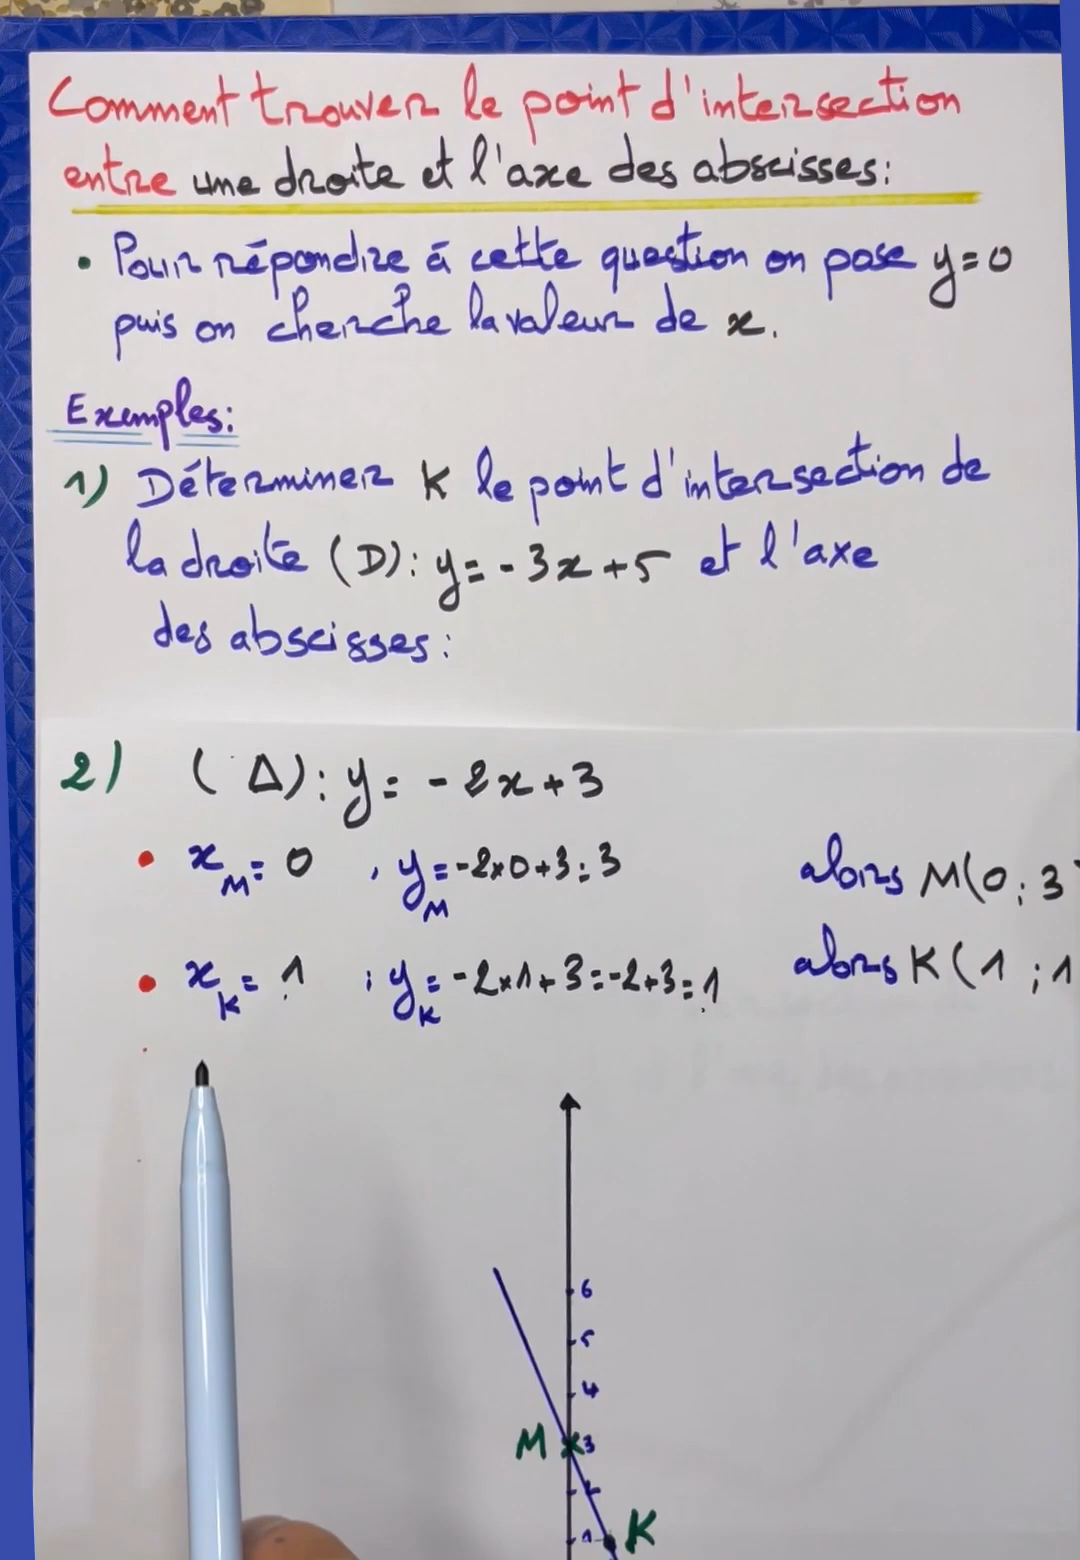 Comment trouver le point d'intersection
entre une droite et l'axe des abscisses:
• Pour répondre à cette question on pose y=0
puis on cherche la valeur de x.
Exemples:
1) Déterminer K le point d'intersection de
la droite (D): y= -3x+5 et l'axe
des abscisses:
2) (Δ): y= -2x+3
• x_M= 0 , y_M=-2×0+3=3 alors M(0;3
• x_K= 1 ; y_K=-2×1+3=-2+3=1 alors K(1;1
6
5
4
M 3
2
1 K